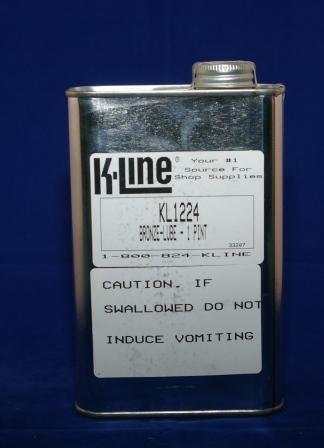 K-Line® Your #1
Source For
Shop Supplies
KL1224
BRONZE-LUBE - 1 PINT
33207
1-800-824-KLINE
CAUTION. IF
SWALLOWED DO NOT
INDUCE VOMITING